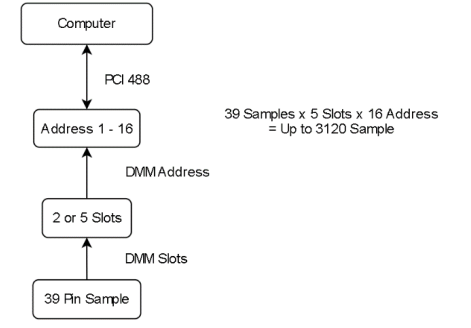 Computer
PCI 488
39 Samples x 5 Slots x 16 Address
= Up to 3120 Sample
Address 1 - 16
DMM Address
2 or 5 Slots
DMM Slots
39 Pin Sample